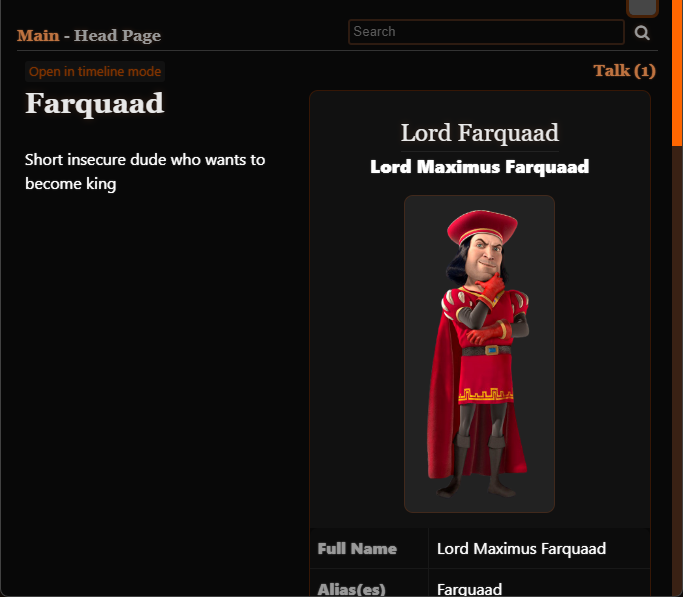 Main - Head Page
Search
Open in timeline mode
Talk (1)
Farquaad
Short insecure dude who wants to
become king
Lord Farquaad
Lord Maximus Farquaad
Full Name Lord Maximus Farquaad
Alias(es) Farquaad